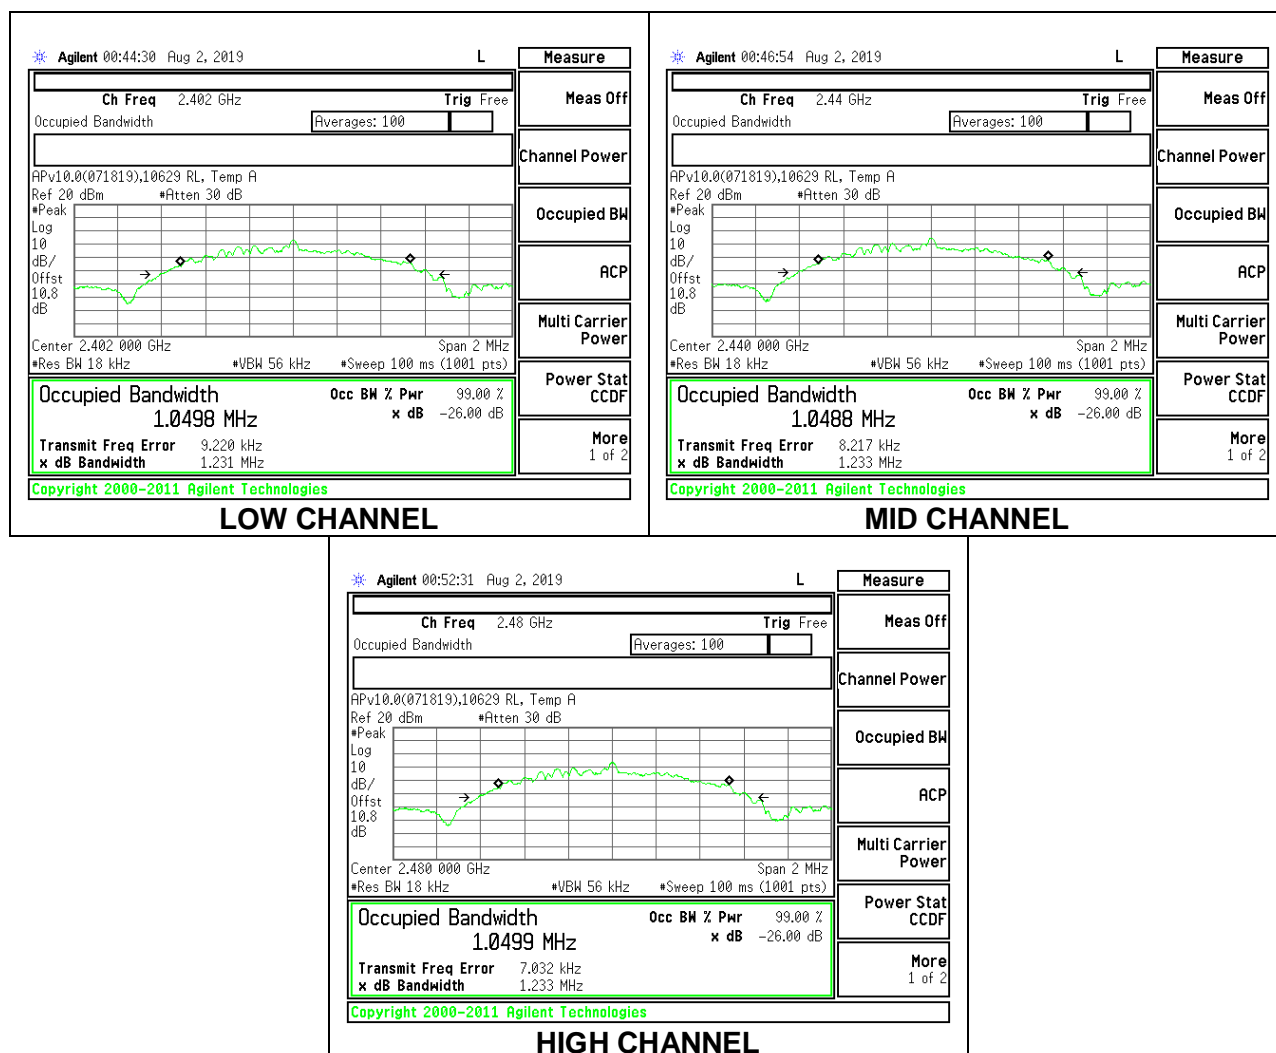 Agilent 00:44:30 Aug 2, 2019 L
Measure
Ch Freq 2.402 GHz Trig Free
Occupied Bandwidth Averages: 100
APv10.0(071819),10629 RL, Temp A
Ref 20 dBm #Atten 30 dB
#Peak
Log
10
dB/
Offst
10.8
dB
Center 2.402 000 GHz Span 2 MHz
#Res BW 18 kHz #VBW 56 kHz #Sweep 100 ms (1001 pts)
Occupied Bandwidth Occ BW % Pwr 99.00 %
1.0498 MHz x dB -26.00 dB
Transmit Freq Error 9.220 kHz
x dB Bandwidth 1.231 MHz
Copyright 2000-2011 Agilent Technologies
Meas Off
Channel Power
Occupied BW
ACP
Multi Carrier
Power
Power Stat
CCDF
More
1 of 2
LOW CHANNEL
Agilent 00:46:54 Aug 2, 2019 L
Measure
Ch Freq 2.44 GHz Trig Free
Occupied Bandwidth Averages: 100
APv10.0(071819),10629 RL, Temp A
Ref 20 dBm #Atten 30 dB
#Peak
Log
10
dB/
Offst
10.8
dB
Center 2.440 000 GHz Span 2 MHz
#Res BW 18 kHz #VBW 56 kHz #Sweep 100 ms (1001 pts)
Occupied Bandwidth Occ BW % Pwr 99.00 %
1.0488 MHz x dB -26.00 dB
Transmit Freq Error 8.217 kHz
x dB Bandwidth 1.233 MHz
Copyright 2000-2011 Agilent Technologies
Meas Off
Channel Power
Occupied BW
ACP
Multi Carrier
Power
Power Stat
CCDF
More
1 of 2
MID CHANNEL
Agilent 00:52:31 Aug 2, 2019 L
Measure
Ch Freq 2.48 GHz Trig Free
Occupied Bandwidth Averages: 100
APv10.0(071819),10629 RL, Temp A
Ref 20 dBm #Atten 30 dB
#Peak
Log
10
dB/
Offst
10.8
dB
Center 2.480 000 GHz Span 2 MHz
#Res BW 18 kHz #VBW 56 kHz #Sweep 100 ms (1001 pts)
Occupied Bandwidth Occ BW % Pwr 99.00 %
1.0499 MHz x dB -26.00 dB
Transmit Freq Error 7.032 kHz
x dB Bandwidth 1.233 MHz
Copyright 2000-2011 Agilent Technologies
Meas Off
Channel Power
Occupied BW
ACP
Multi Carrier
Power
Power Stat
CCDF
More
1 of 2
HIGH CHANNEL